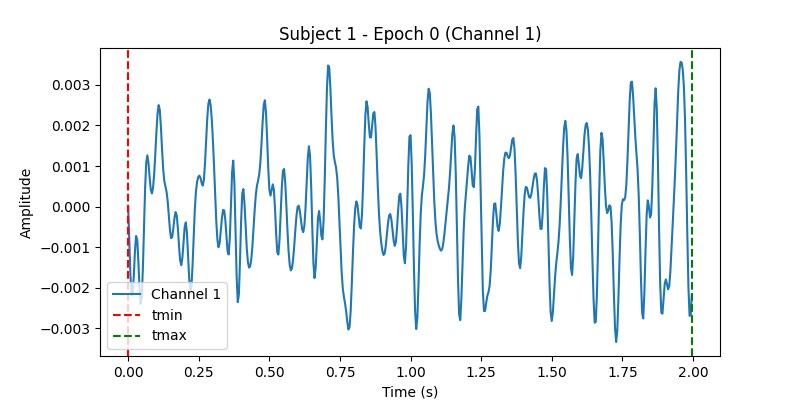 Subject 1 - Epoch 0 (Channel 1)
Amplitude
0.003
0.002
0.001
0.000
−0.001
−0.002
−0.003
Channel 1
tmin
tmax
0.00 0.25 0.50 0.75 1.00 1.25 1.50 1.75 2.00
Time (s)